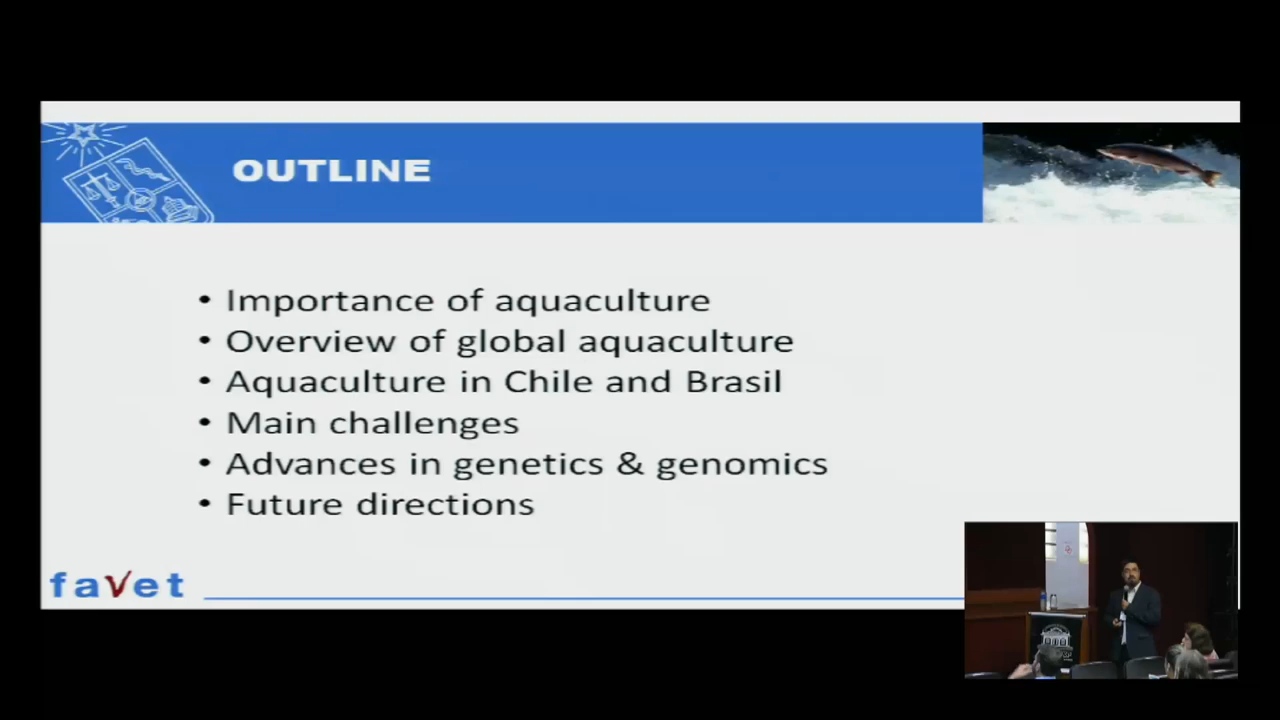 OUTLINE
• Importance of aquaculture
• Overview of global aquaculture
• Aquaculture in Chile and Brasil
• Main challenges
• Advances in genetics & genomics
• Future directions
favet